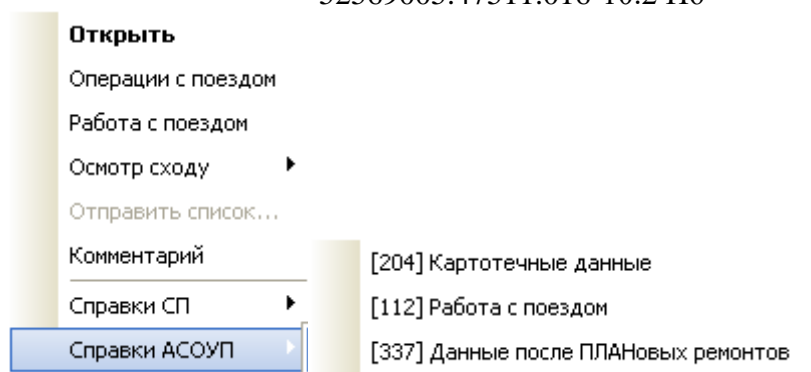 Открыть
Операции с поездом
Работа с поездом
Осмотр сходу
Отправить список...
Комментарий
Справки СП
Справки АСОУП
[204] Картотечные данные
[112] Работа с поездом
[337] Данные после ПЛАНовых ремонтов